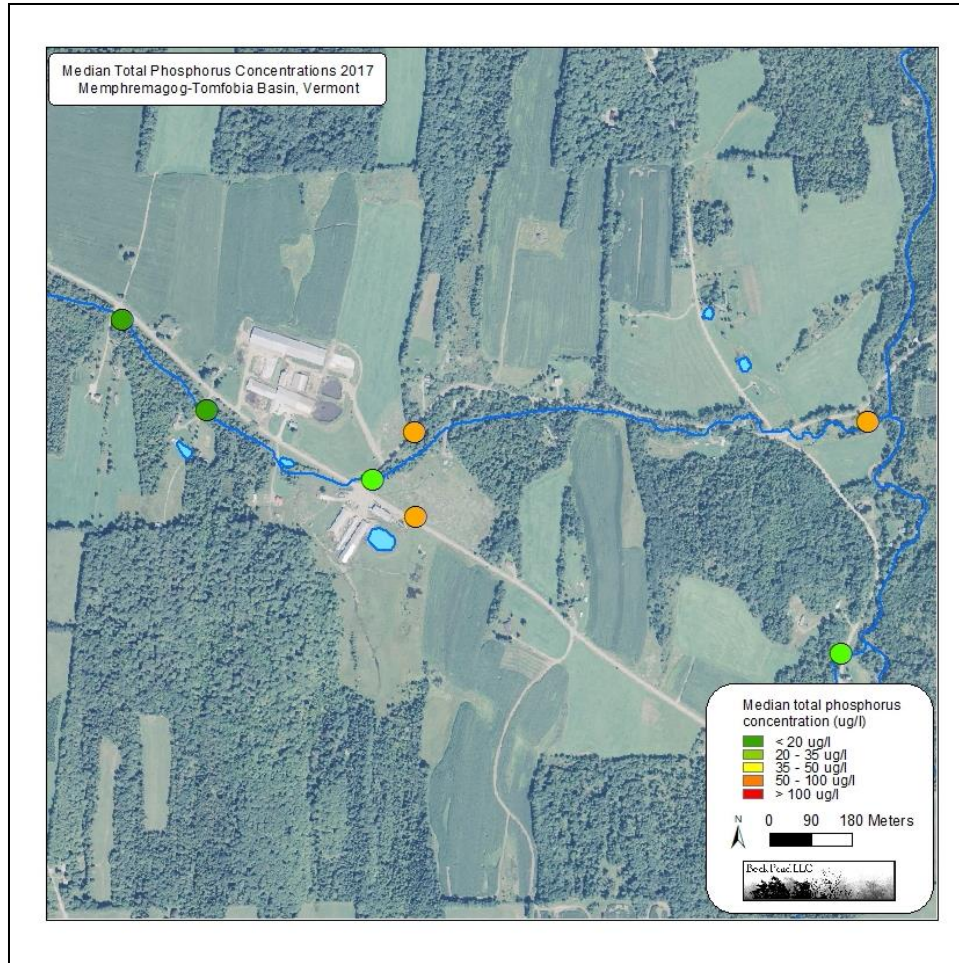 Median Total Phosphorus Concentrations 2017
Memphremagog-Tomfobia Basin, Vermont
Median total phosphorus
concentration (ug/l)
< 20 ug/l
20 - 35 ug/l
35 - 50 ug/l
50 - 100 ug/l
> 100 ug/l
N
0 90 180 Meters
Beck Pond LLC